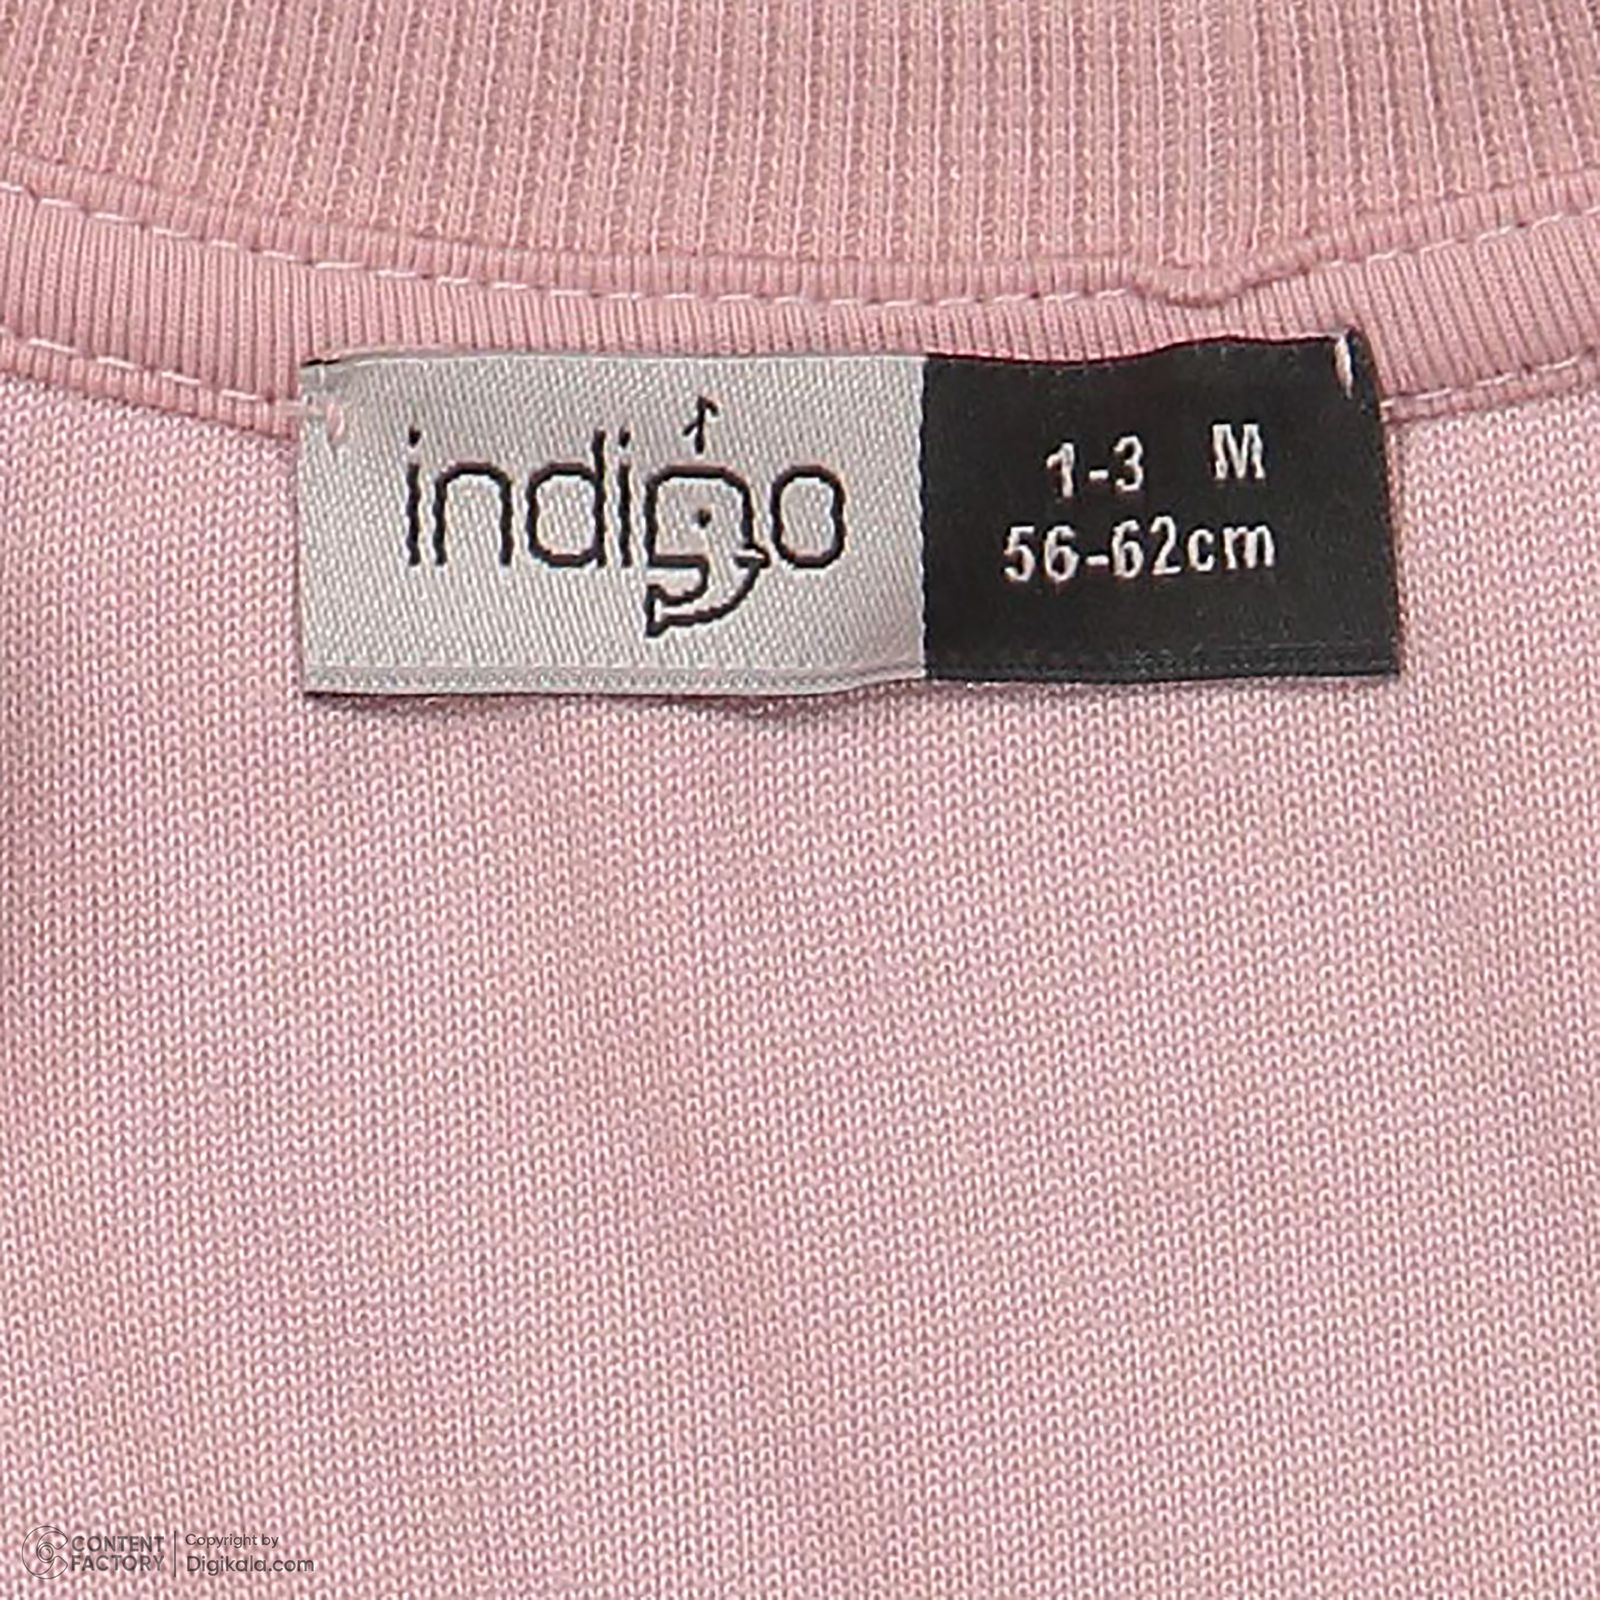 indigo
1-3 M
56-62cm
CONTENT FACTORY
Copyright by
Digikala.com